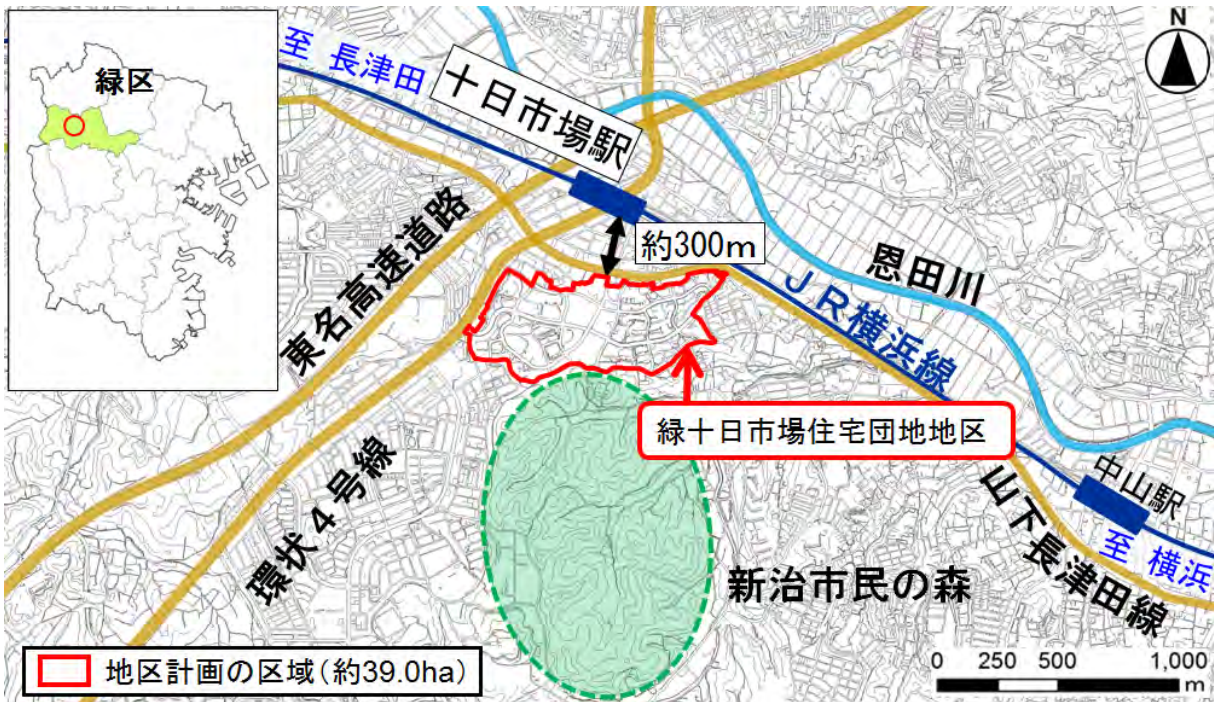 緑区
至 長津田
十日市場駅
N
東名高速道路
約300m
恩田川
JR横浜線
緑十日市場住宅団地地区
環状4号線
中山駅
山下長津田線
至 横浜
新治市民の森
地区計画の区域(約39.0ha)
0 250 500 1,000
m